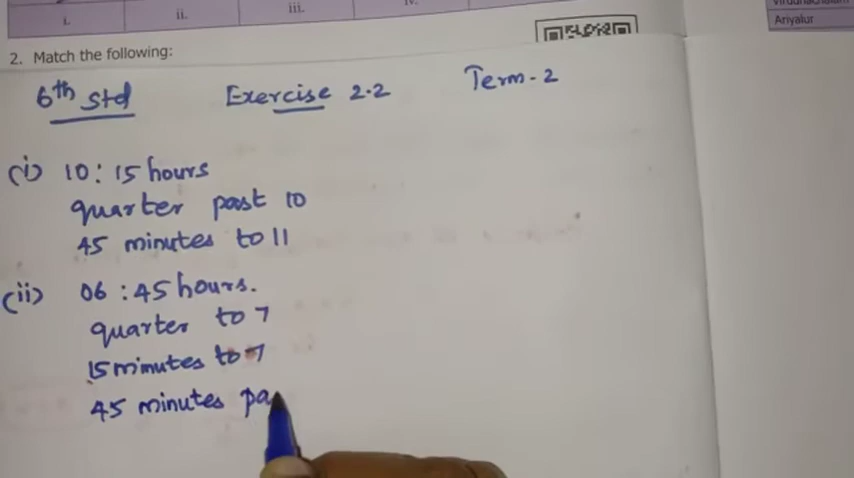 i.
ii.
iii.
Ariyalur
2. Match the following:
6th Std Exercise 2.2 Term-2
(i) 10:15 hours
quarter past 10
45 minutes to 11
(ii) 06:45 hours.
quarter to 7
15 minutes to 7
45 minutes pa